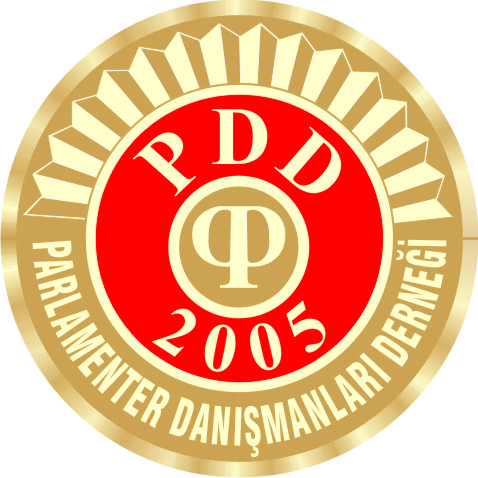 PDD
Φ
2005
PARLAMENTER DANIŞMANLARI DERNEĞİ